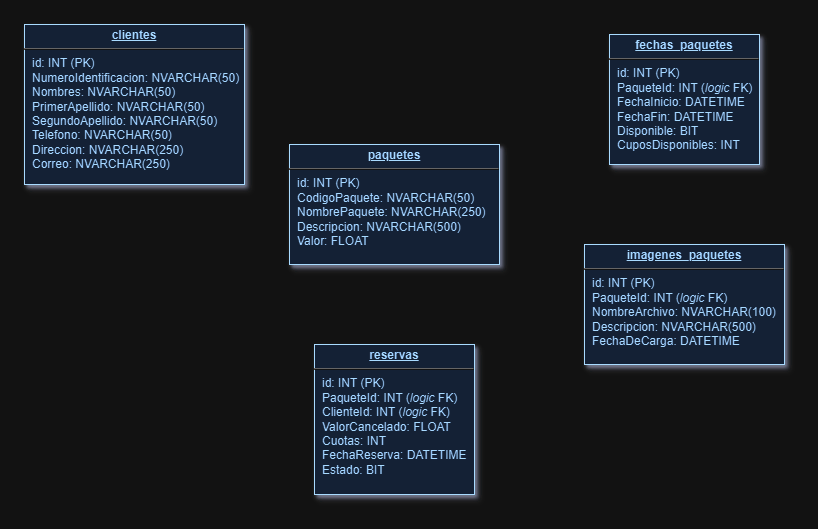 clientes
id: INT (PK)
NumeroIdentificacion: NVARCHAR(50)
Nombres: NVARCHAR(50)
PrimerApellido: NVARCHAR(50)
SegundoApellido: NVARCHAR(50)
Telefono: NVARCHAR(50)
Direccion: NVARCHAR(250)
Correo: NVARCHAR(250)
fechas_paquetes
id: INT (PK)
PaqueteId: INT (logic FK)
FechaInicio: DATETIME
FechaFin: DATETIME
Disponible: BIT
CuposDisponibles: INT
paquetes
id: INT (PK)
CodigoPaquete: NVARCHAR(50)
NombrePaquete: NVARCHAR(250)
Descripcion: NVARCHAR(500)
Valor: FLOAT
imagenes_paquetes
id: INT (PK)
PaqueteId: INT (logic FK)
NombreArchivo: NVARCHAR(100)
Descripcion: NVARCHAR(500)
FechaDeCarga: DATETIME
reservas
id: INT (PK)
PaqueteId: INT (logic FK)
ClienteId: INT (logic FK)
ValorCancelado: FLOAT
Cuotas: INT
FechaReserva: DATETIME
Estado: BIT